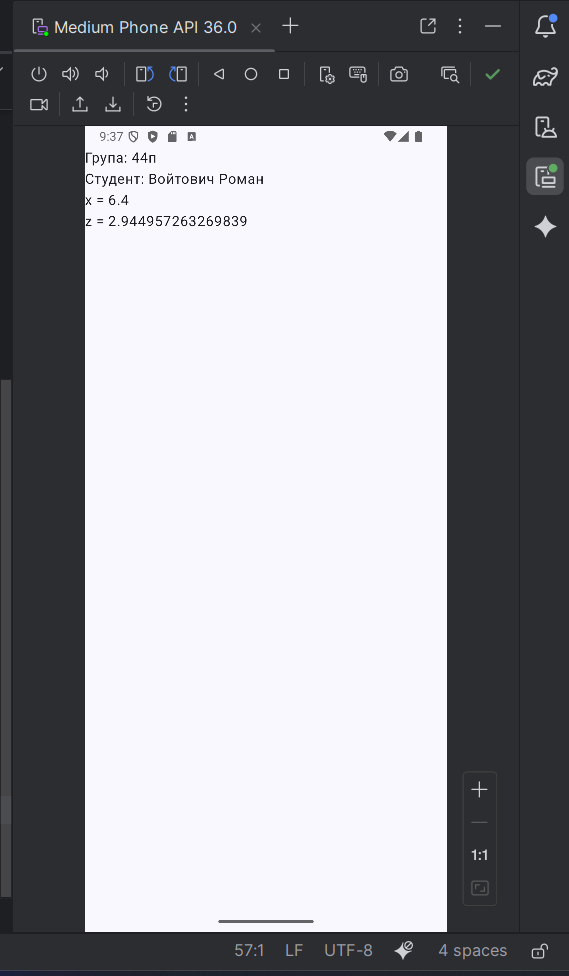 Medium Phone API 36.0
9:37
A
Група: 44п
Студент: Войтович Роман
x = 6.4
z = 2.944957263269839
1:1
57:1 LF UTF-8 4 spaces